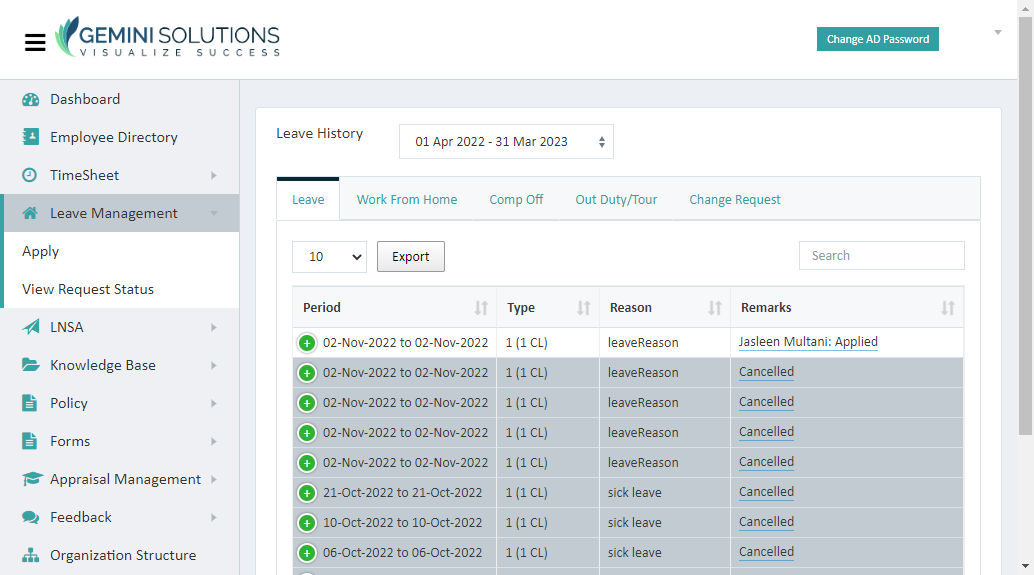 GEMINI SOLUTIONS
VISUALIZE SUCCESS
Change AD Password
Dashboard
Employee Directory
TimeSheet
Leave Management
Apply
View Request Status
LNSA
Knowledge Base
Policy
Forms
Appraisal Management
Feedback
Organization Structure
Leave History
01 Apr 2022 - 31 Mar 2023
Leave Work From Home Comp Off Out Duty/Tour Change Request
10 Export Search
Period Type Reason Remarks
02-Nov-2022 to 02-Nov-2022 1 (1 CL) leaveReason Jasleen Multani: Applied
02-Nov-2022 to 02-Nov-2022 1 (1 CL) leaveReason Cancelled
02-Nov-2022 to 02-Nov-2022 1 (1 CL) leaveReason Cancelled
02-Nov-2022 to 02-Nov-2022 1 (1 CL) leaveReason Cancelled
02-Nov-2022 to 02-Nov-2022 1 (1 CL) leaveReason Cancelled
21-Oct-2022 to 21-Oct-2022 1 (1 CL) sick leave Cancelled
10-Oct-2022 to 10-Oct-2022 1 (1 CL) sick leave Cancelled
06-Oct-2022 to 06-Oct-2022 1 (1 CL) sick leave Cancelled